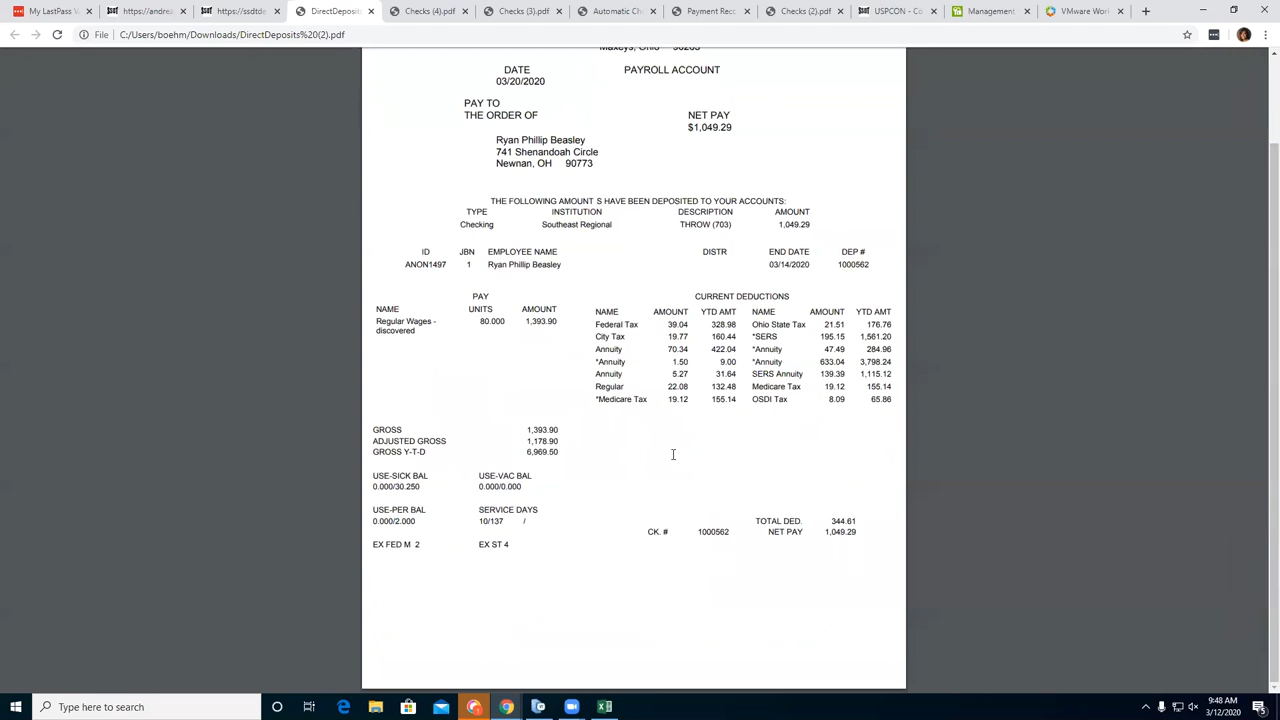 My LastPass Va
https://andrea
https://ssdtde
DirectDeposits
Checks (4).pdf
Checks (3).pdf
Automatic Che
Payment Reco
Checks (2).pdf
USPCON - Co
Management
VMware Work
File C:/Users/boehm/Downloads/DirectDeposits%20(2).pdf
Maxeys, Ohio 90263
DATE PAYROLL ACCOUNT
03/20/2020
PAY TO
THE ORDER OF NET PAY
$1,049.29
Ryan Phillip Beasley
741 Shenandoah Circle
Newnan, OH 90773
THE FOLLOWING AMOUNT S HAVE BEEN DEPOSITED TO YOUR ACCOUNTS:
TYPE INSTITUTION DESCRIPTION AMOUNT
Checking Southeast Regional THROW (703) 1,049.29
ID JBN EMPLOYEE NAME DISTR END DATE DEP #
ANON1497 1 Ryan Phillip Beasley 03/14/2020 1000562
PAY CURRENT DEDUCTIONS
NAME UNITS AMOUNT NAME AMOUNT YTD AMT NAME AMOUNT YTD AMT
Regular Wages - 80.000 1,393.90 Federal Tax 39.04 328.98 Ohio State Tax 21.51 176.76
discovered
City Tax 19.77 160.44 *SERS 195.15 1,561.20
Annuity 70.34 422.04 *Annuity 47.49 284.96
*Annuity 1.50 9.00 *Annuity 633.04 3,798.24
Annuity 5.27 31.64 SERS Annuity 139.39 1,115.12
Regular 22.08 132.48 Medicare Tax 19.12 155.14
*Medicare Tax 19.12 155.14 OSDI Tax 8.09 65.86
GROSS 1,393.90
ADJUSTED GROSS 1,178.90
GROSS Y-T-D 6,969.50
USE-SICK BAL USE-VAC BAL
0.000/30.250 0.000/0.000
USE-PER BAL SERVICE DAYS
0.000/2.000 10/137 / TOTAL DED. 344.61
CK. # 1000562 NET PAY 1,049.29
EX FED M 2 EX ST 4
Type here to search
9:48 AM
3/12/2020